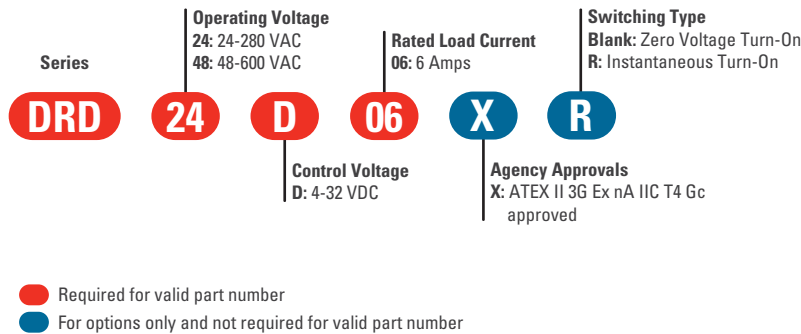 Operating Voltage
24: 24-280 VAC
48: 48-600 VAC
Switching Type
Blank: Zero Voltage Turn-On
R: Instantaneous Turn-On
Rated Load Current
06: 6 Amps
Series
DRD 24 D 06 X R
Control Voltage
D: 4-32 VDC
Agency Approvals
X: ATEX II 3G Ex nA IIC T4 Gc
approved
Required for valid part number
For options only and not required for valid part number